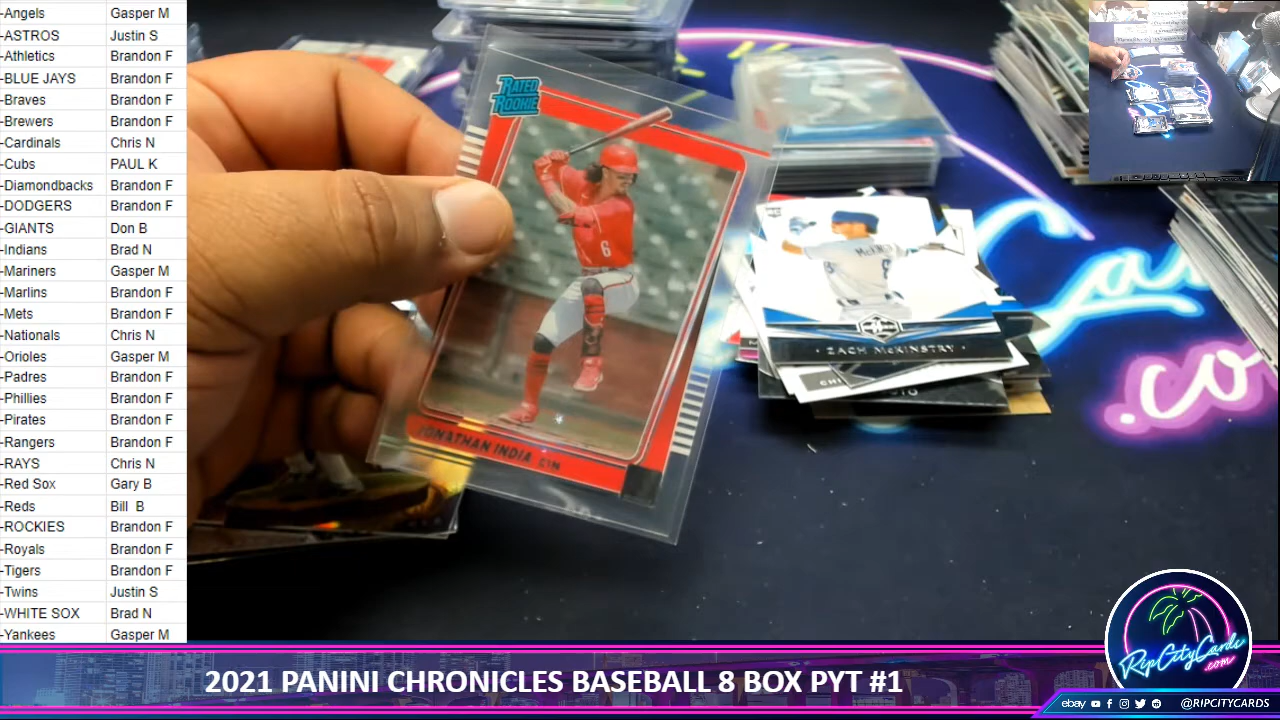 -Angels Gasper M
-ASTROS Justin S
-Athletics Brandon F
-BLUE JAYS Brandon F
-Braves Brandon F
-Brewers Brandon F
-Cardinals Chris N
-Cubs PAUL K
-Diamondbacks Brandon F
-DODGERS Brandon F
-GIANTS Don B
-Indians Brad N
-Mariners Gasper M
-Marlins Brandon F
-Mets Brandon F
-Nationals Chris N
-Orioles Gasper M
-Padres Brandon F
-Phillies Brandon F
-Pirates Brandon F
-Rangers Brandon F
-RAYS Chris N
-Red Sox Gary B
-Reds Bill B
-ROCKIES Brandon F
-Royals Brandon F
-Tigers Brandon F
-Twins Justin S
-WHITE SOX Brad N
-Yankees Gasper M
RATED
ROOKIE
6
JONATHAN INDIA CIN
· ZACH McKINSTRY ·
.co
RipCityCards
.com
2021 PANINI CHRONICLES BASEBALL 8 BOX PYT #1
ebay @RIPCITYCARDS